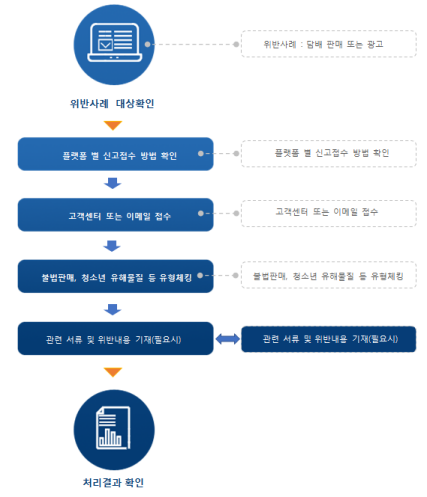 위반사례 : 담배 판매 또는 광고
위반사례 대상확인
플랫폼 별 신고접수 방법 확인
플랫폼 별 신고접수 방법 확인
고객센터 또는 이메일 접수
고객센터 또는 이메일 접수
불법판매, 청소년 유해물질 등 유형체킹
불법판매, 청소년 유해물질 등 유형체킹
관련 서류 및 위반내용 기재(필요시)
관련 서류 및 위반내용 기재(필요시)
처리결과 확인